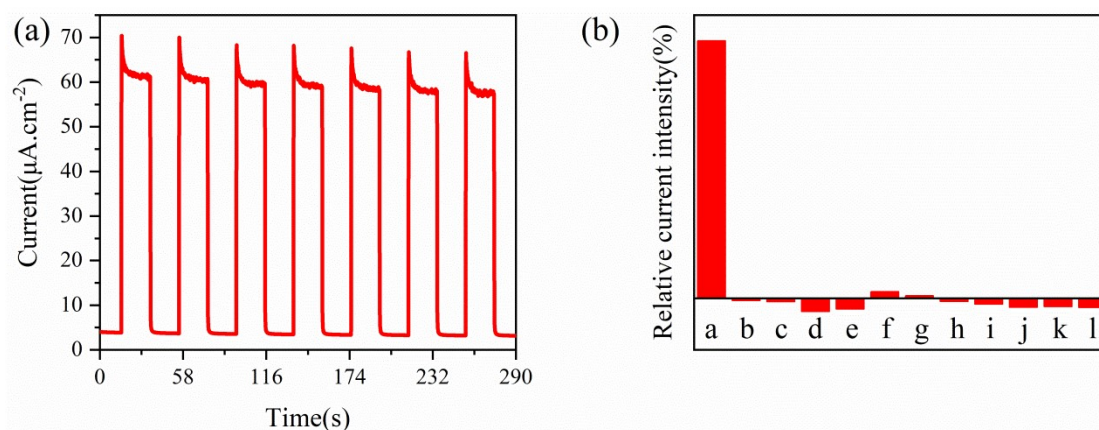 (a)
Current(μA.cm⁻²)
70
60
50
40
30
20
10
0
0 58 116 174 232 290
Time(s)
(b)
Relative current intensity(%)
a b c d e f g h i j k l